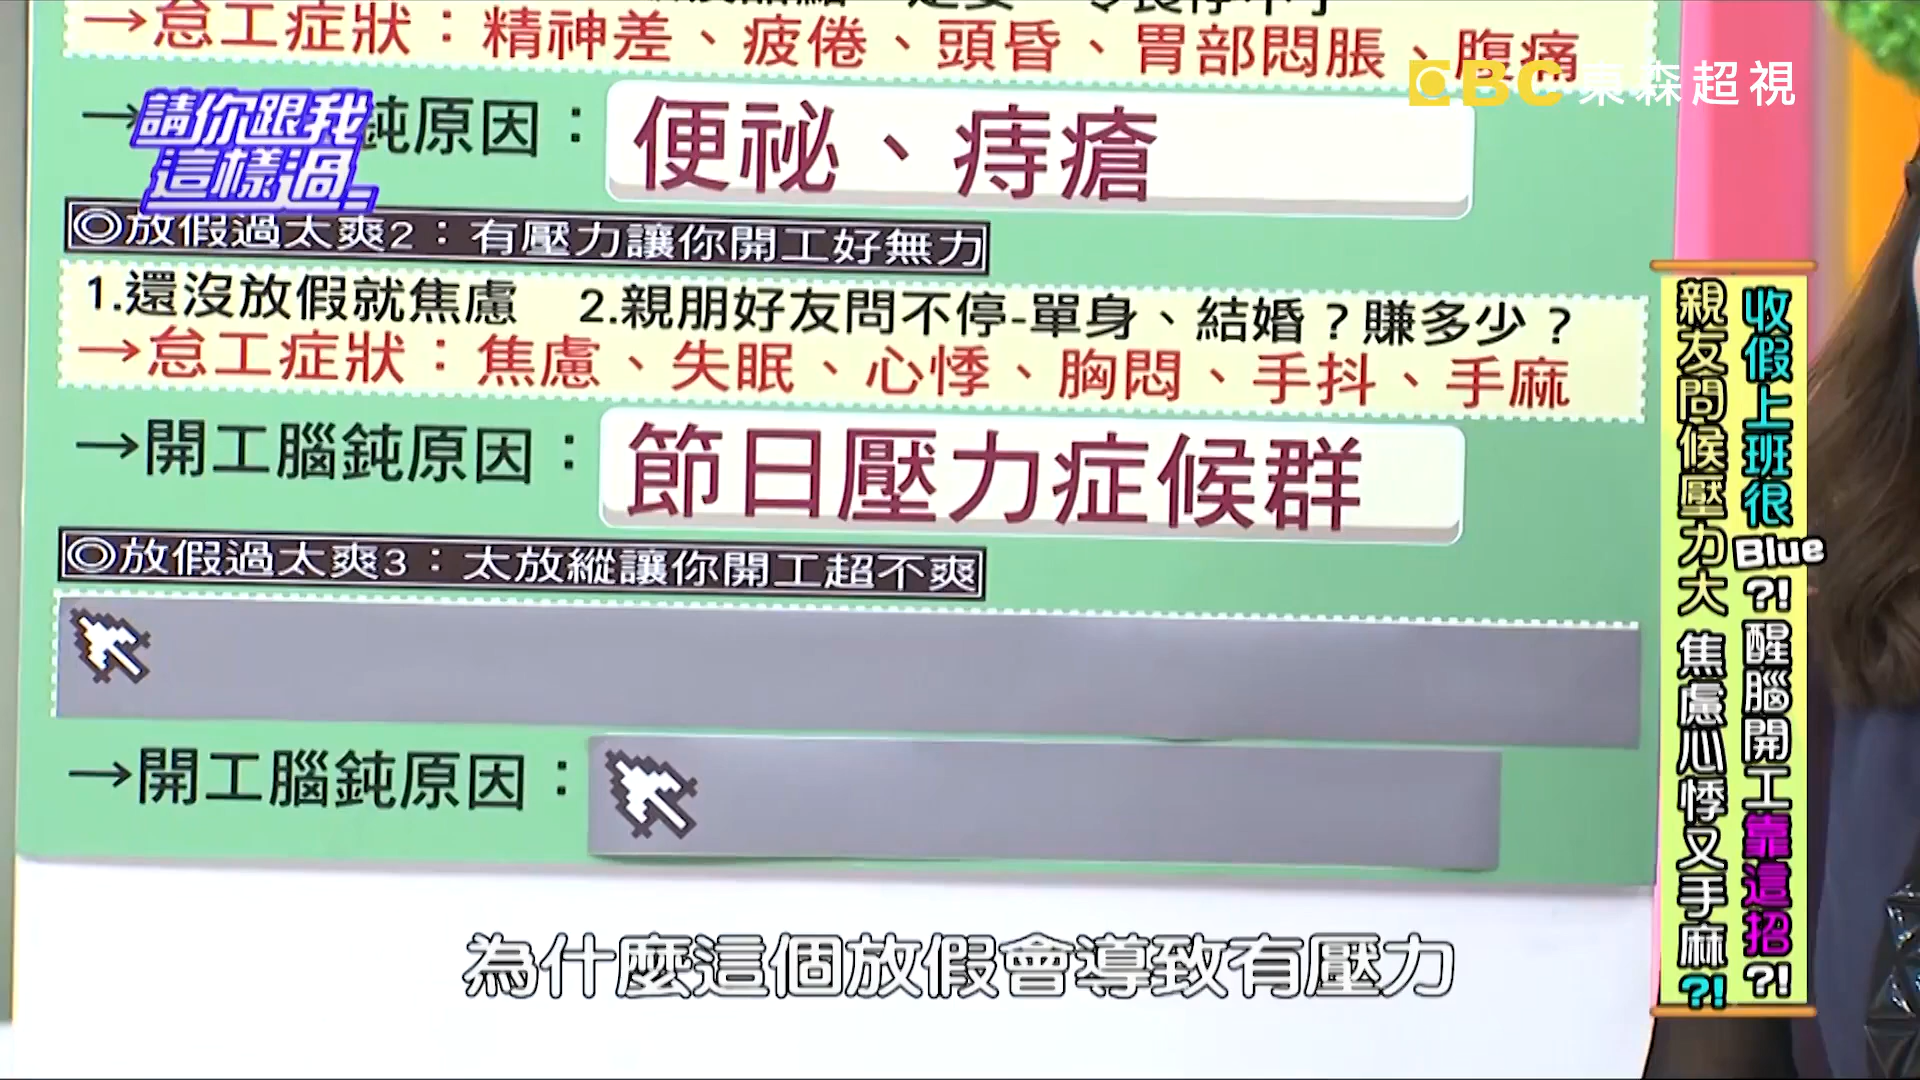 →怠工症狀：精神差、疲倦、頭昏、胃部悶脹、腹痛
EBC 東森超視
請你跟我
這樣過
鈍原因：便祕、痔瘡
◎放假過太爽2：有壓力讓你開工好無力
1.還沒放假就焦慮 2.親朋好友問不停-單身、結婚？賺多少？
→怠工症狀：焦慮、失眠、心悸、胸悶、手抖、手麻
→開工腦鈍原因：節日壓力症候群
◎放假過太爽3：太放縱讓你開工超不爽
→開工腦鈍原因：
收假上班很Blue?!醒腦開工靠這招?!
親友問候壓力大 焦慮心悸又手麻?!
為什麼這個放假會導致有壓力